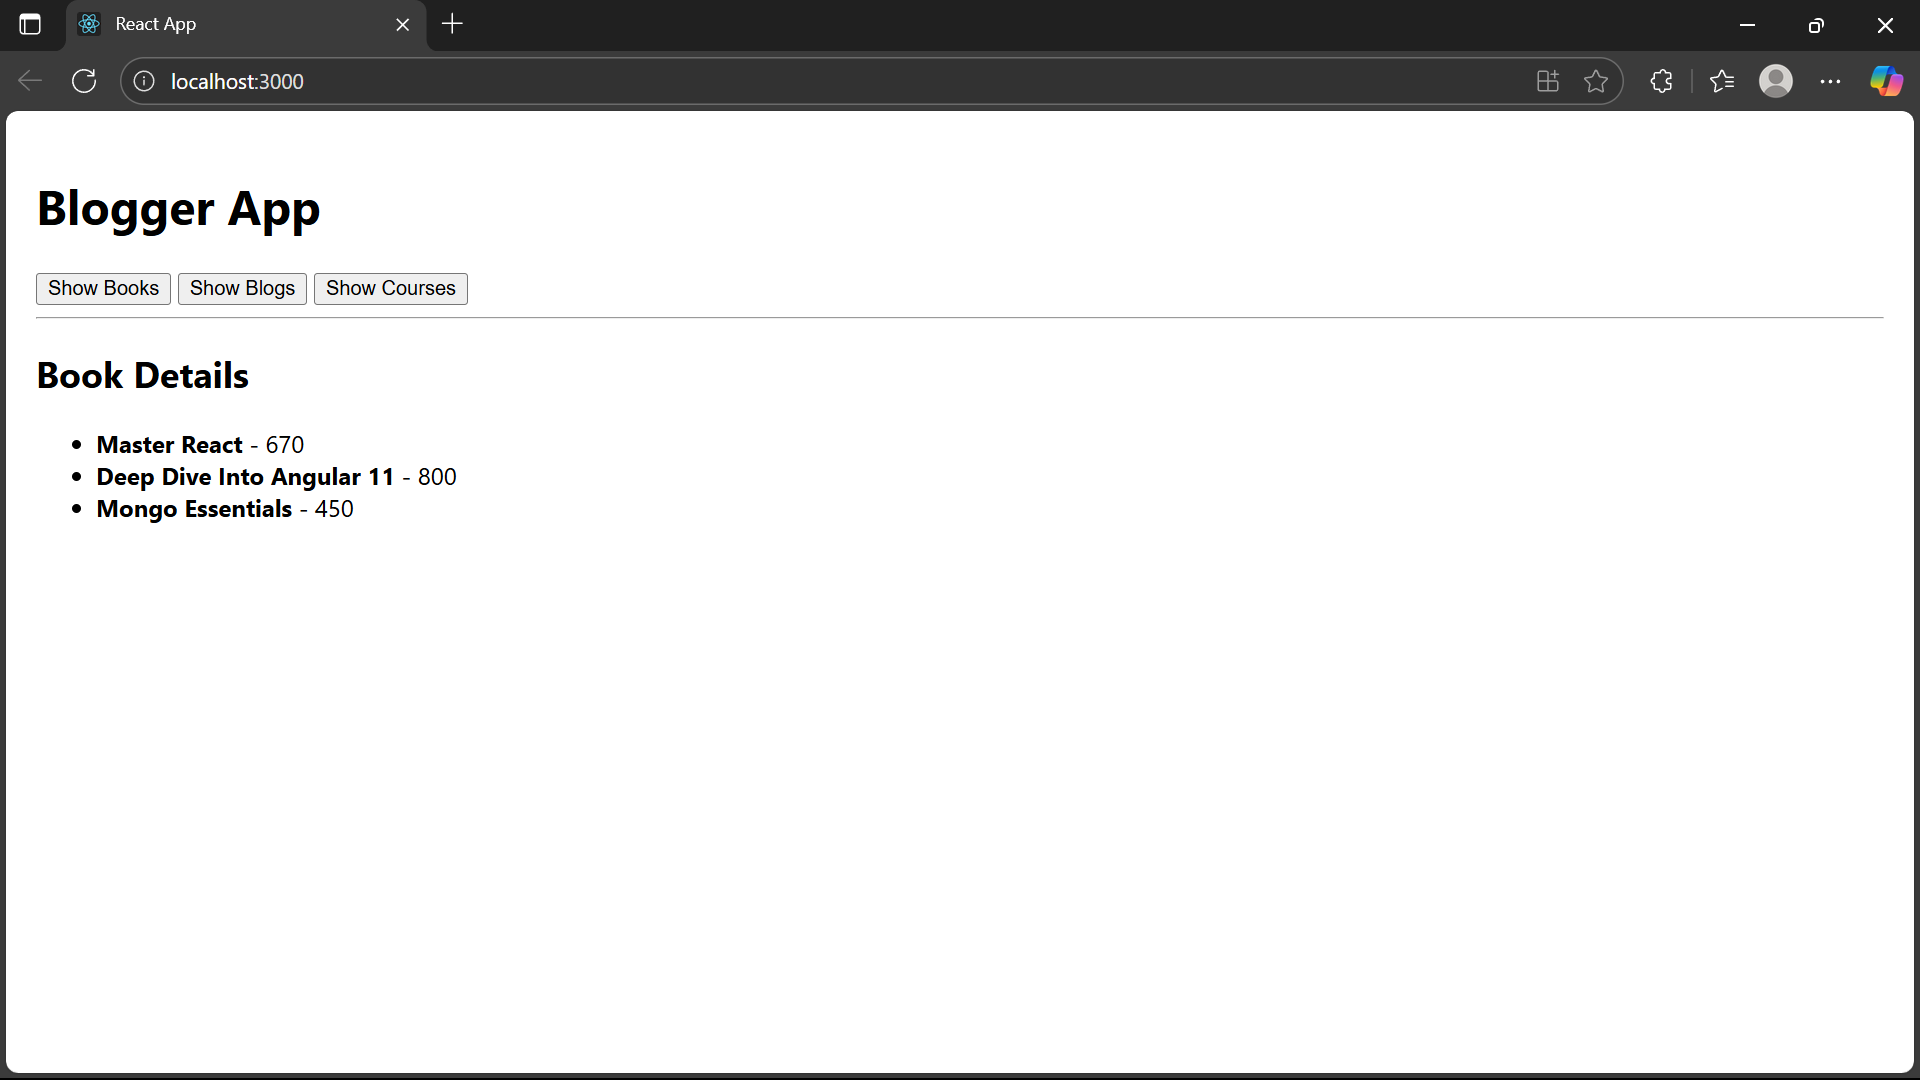 React App
localhost:3000
Blogger App
Show Books Show Blogs Show Courses
Book Details
Master React - 670
Deep Dive Into Angular 11 - 800
Mongo Essentials - 450